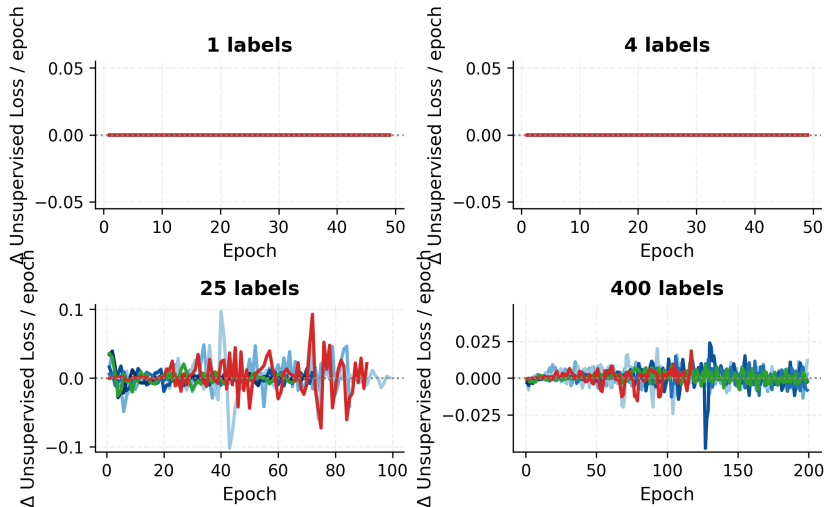 1 labels
Δ Unsupervised Loss / epoch
0.05
0.00
−0.05
0 10 20 30 40 50
Epoch
4 labels
Δ Unsupervised Loss / epoch
0.05
0.00
−0.05
0 10 20 30 40 50
Epoch
25 labels
Δ Unsupervised Loss / epoch
0.1
0.0
−0.1
0 20 40 60 80 100
Epoch
400 labels
Δ Unsupervised Loss / epoch
0.025
0.000
−0.025
0 50 100 150 200
Epoch